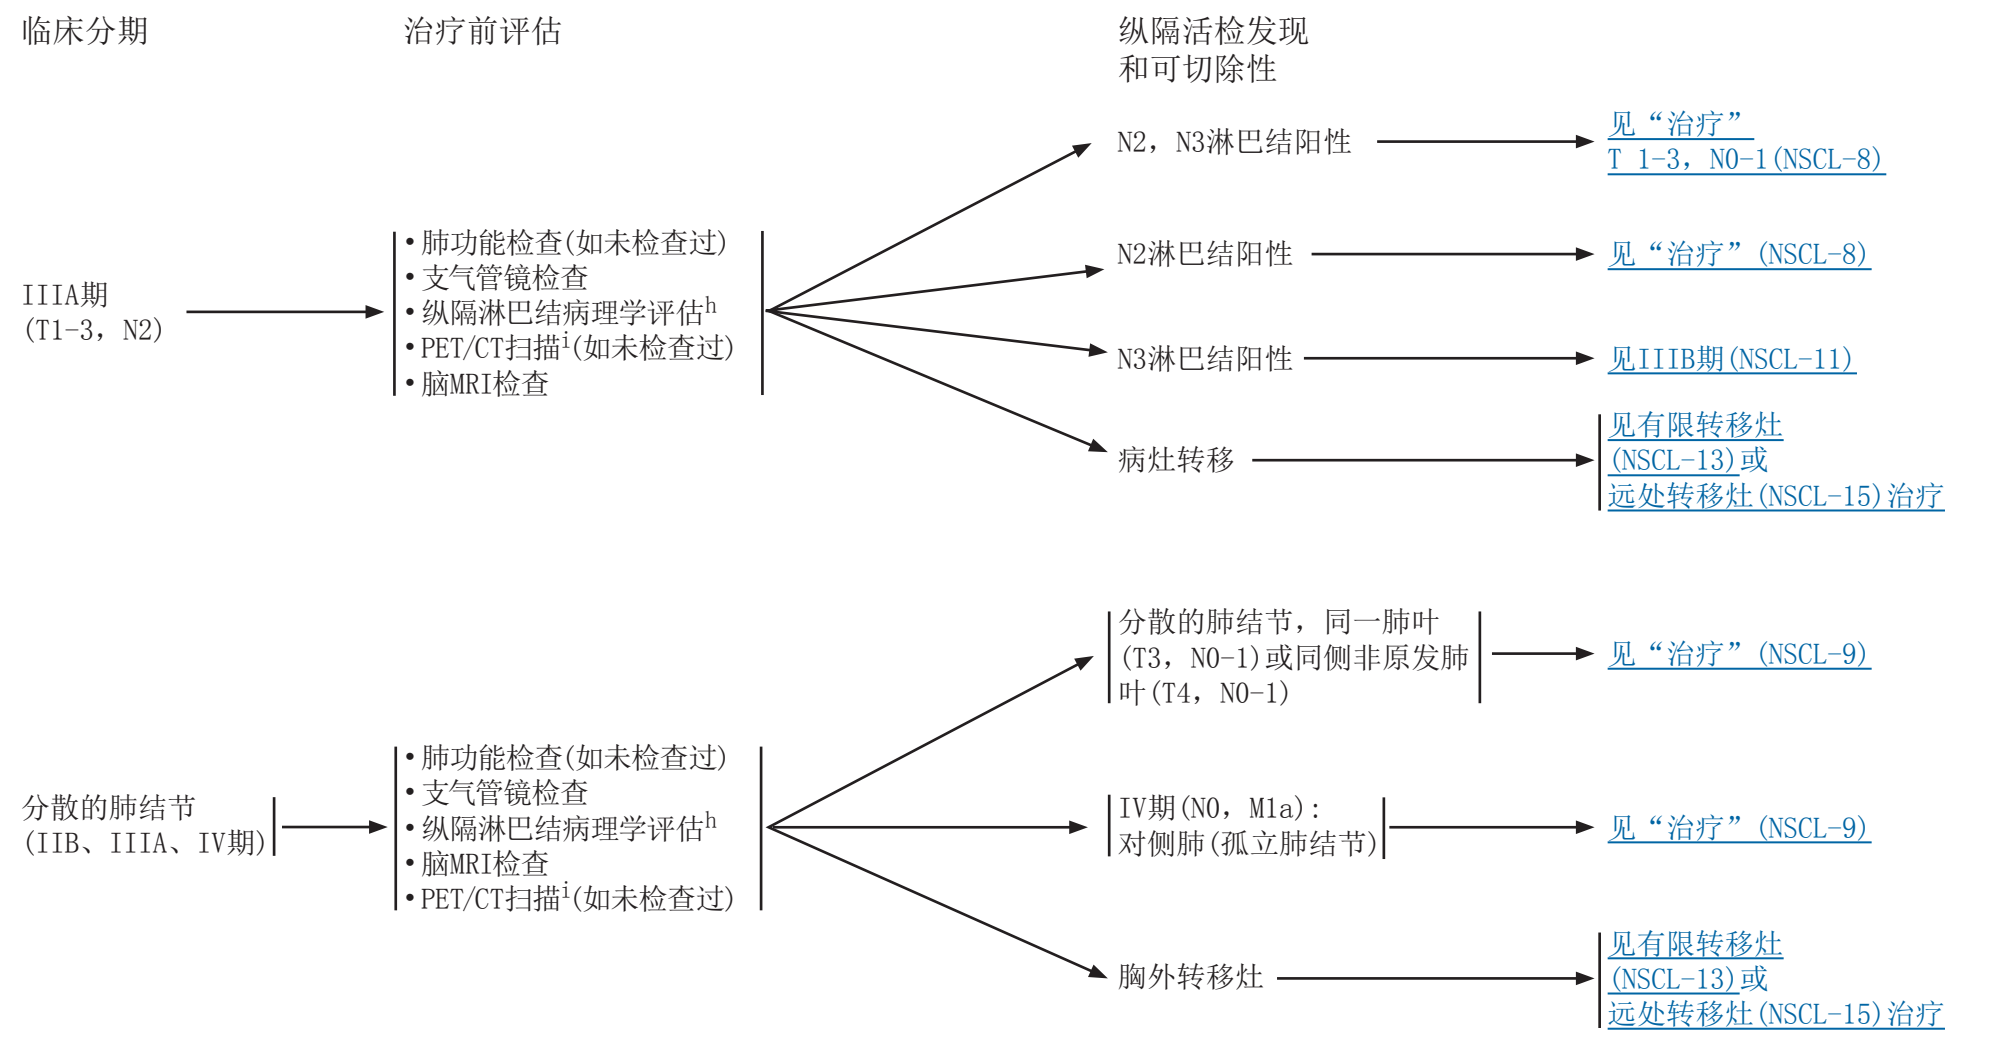 临床分期
治疗前评估
纵隔活检发现
和可切除性
IIIA期
(T1-3, N2)
•肺功能检查(如未检查过)
•支气管镜检查
•纵隔淋巴结病理学评估h
•PET/CT扫描i(如未检查过)
•脑MRI检查
N2, N3淋巴结阳性
见“治疗”
T 1-3, N0-1(NSCL-8)
N2淋巴结阳性
见“治疗”(NSCL-8)
N3淋巴结阳性
见IIIB期(NSCL-11)
病灶转移
见有限转移灶
(NSCL-13)或
远处转移灶(NSCL-15)治疗
分散的肺结节
(IIB、IIIA、IV期)
•肺功能检查(如未检查过)
•支气管镜检查
•纵隔淋巴结病理学评估h
•脑MRI检查
•PET/CT扫描i(如未检查过)
分散的肺结节, 同一肺叶
(T3, N0-1)或同侧非原发肺
叶(T4, N0-1)
见“治疗”(NSCL-9)
IV期(N0, M1a):
对侧肺(孤立肺结节)
见“治疗”(NSCL-9)
胸外转移灶
见有限转移灶
(NSCL-13)或
远处转移灶(NSCL-15)治疗